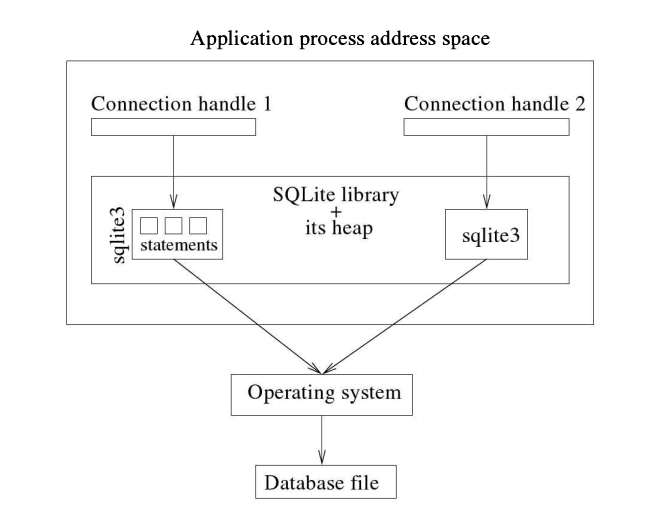 Application process address space
Connection handle 1
Connection handle 2
SQLite library
+
its heap
sqlite3
statements
sqlite3
Operating system
Database file